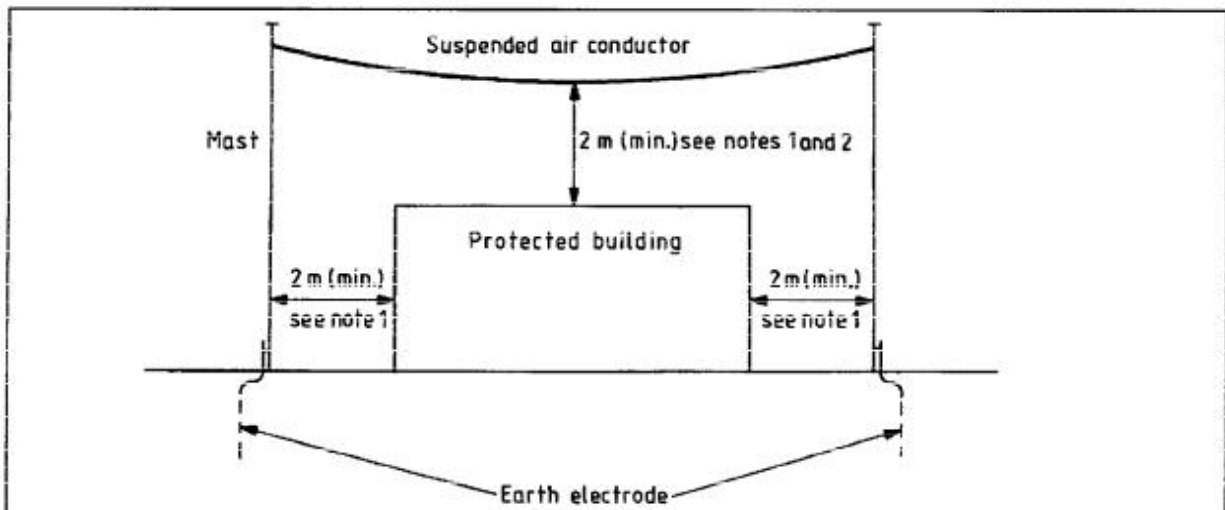 Suspended air conductor
Mast
2 m (min.) see notes 1 and 2
Protected building
2 m (min.)
see note 1
2 m (min.)
see note 1
Earth electrode